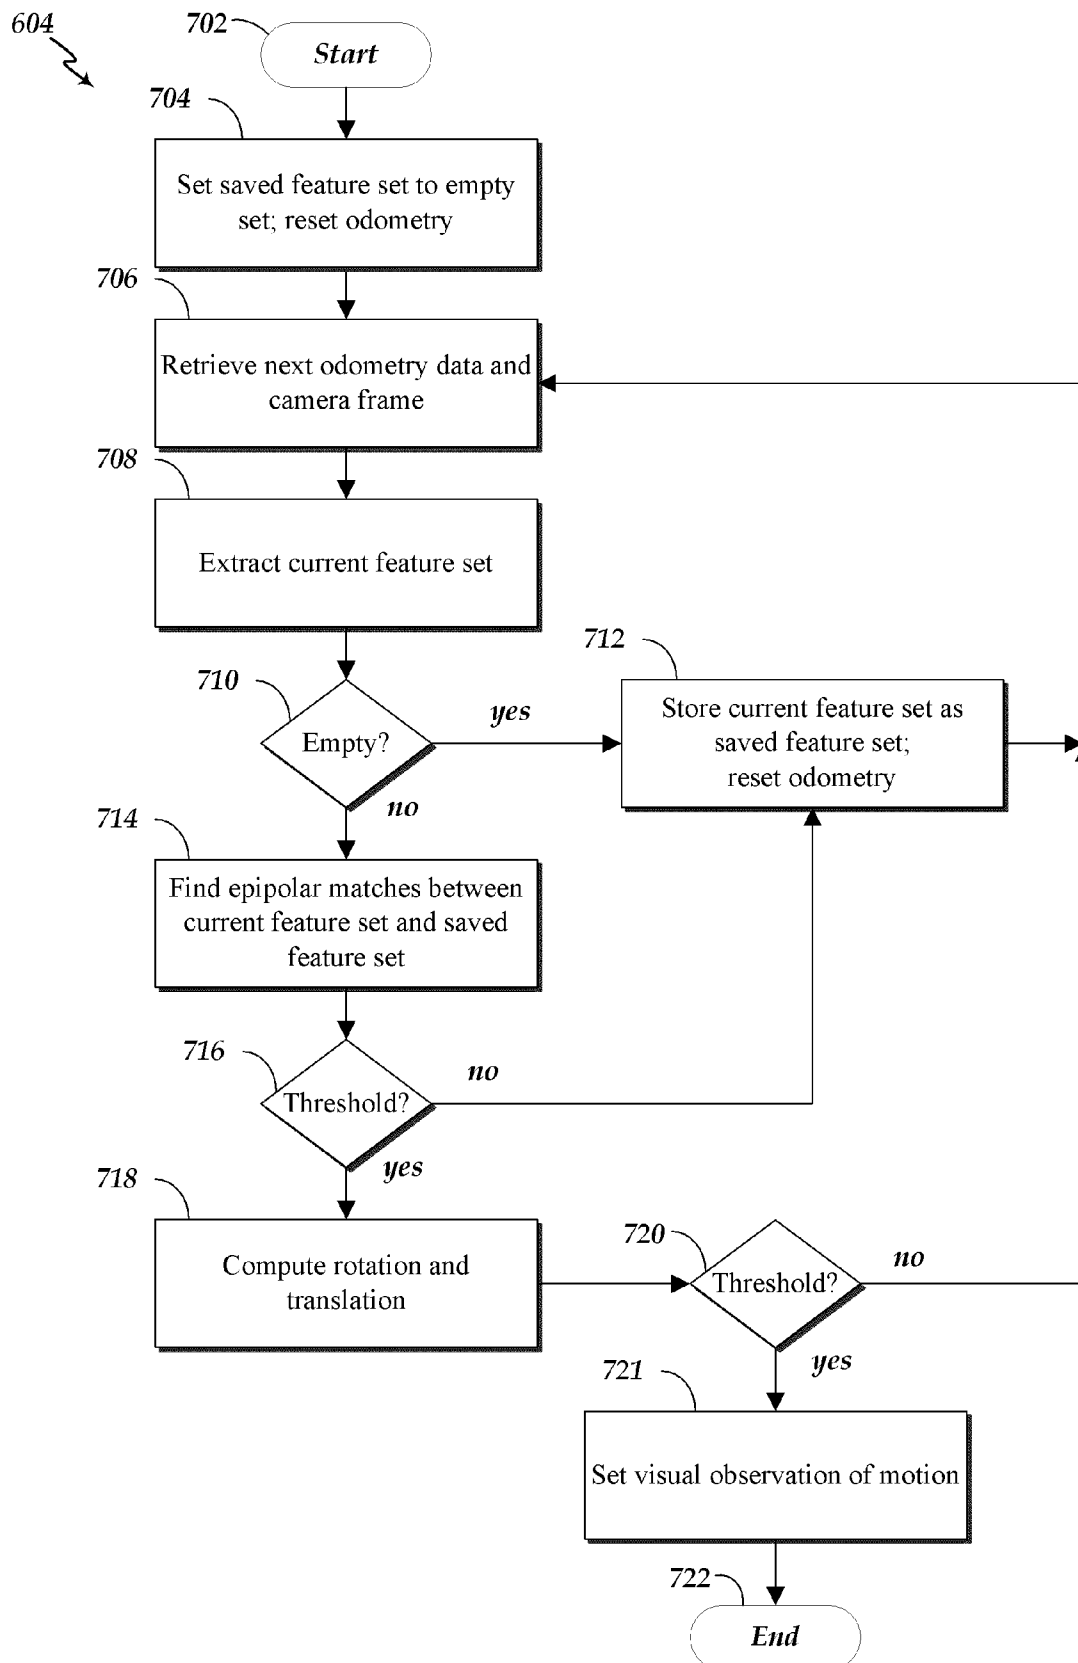 604
702
Start
704
Set saved feature set to empty
set; reset odometry
706
Retrieve next odometry data and
camera frame
708
Extract current feature set
710
Empty?
yes
no
712
Store current feature set as
saved feature set;
reset odometry
714
Find epipolar matches between
current feature set and saved
feature set
716
Threshold?
no
yes
718
Compute rotation and
translation
720
Threshold?
no
yes
721
Set visual observation of motion
722
End